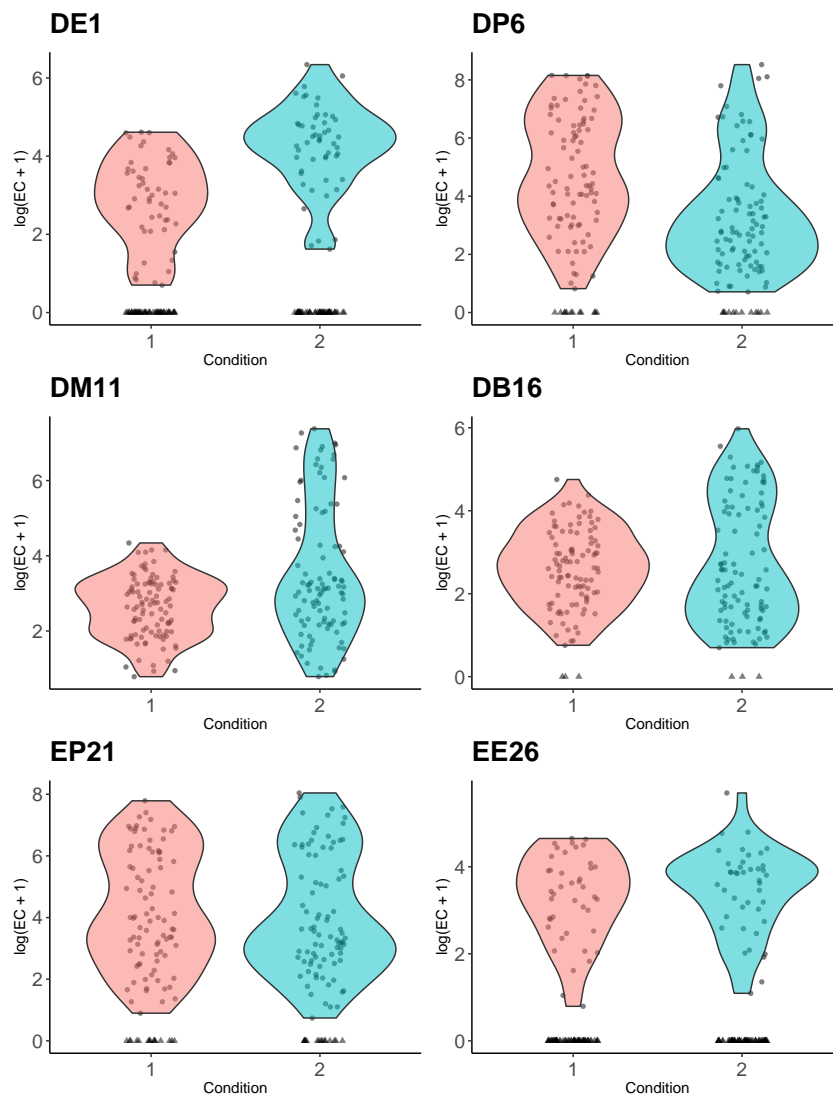 DE1
log(EC + 1)
6
4
2
0
1
2
Condition
DP6
log(EC + 1)
8
6
4
2
0
1
2
Condition
DM11
log(EC + 1)
6
4
2
1
2
Condition
DB16
log(EC + 1)
6
4
2
0
1
2
Condition
EP21
log(EC + 1)
8
6
4
2
0
1
2
Condition
EE26
log(EC + 1)
4
2
0
1
2
Condition